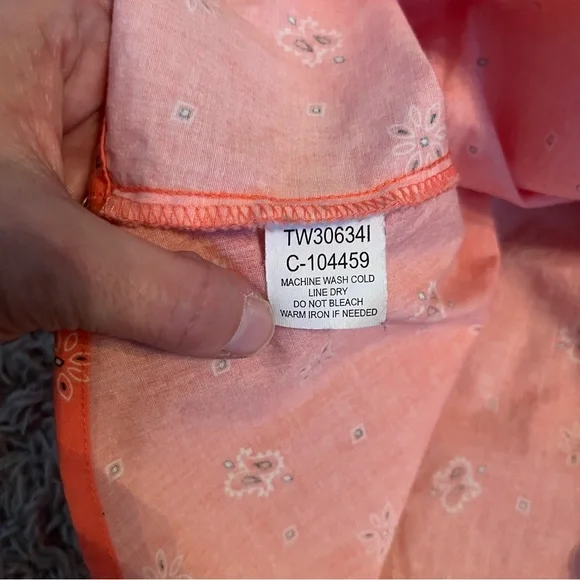 TW30634I
C-104459
MACHINE WASH COLD
LINE DRY
DO NOT BLEACH
WARM IRON IF NEEDED